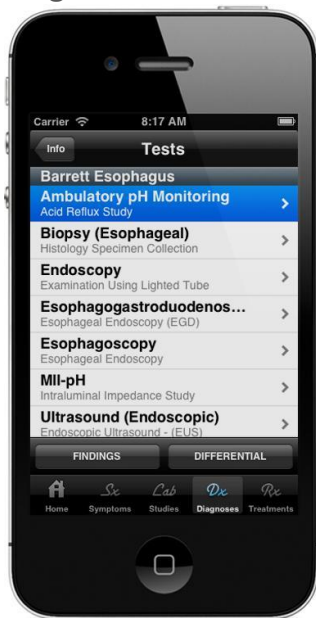 Carrier 8:17 AM
Info Tests
Barrett Esophagus
Ambulatory pH Monitoring
Acid Reflux Study
Biopsy (Esophageal)
Histology Specimen Collection
Endoscopy
Examination Using Lighted Tube
Esophagogastroduodenos...
Esophageal Endoscopy (EGD)
Esophagoscopy
Esophageal Endoscopy
MII-pH
Intraluminal Impedance Study
Ultrasound (Endoscopic)
Endoscopic Ultrasound - (EUS)
FINDINGS DIFFERENTIAL
Sx Lab Dx Rx
Home Symptoms Studies Diagnoses Treatments